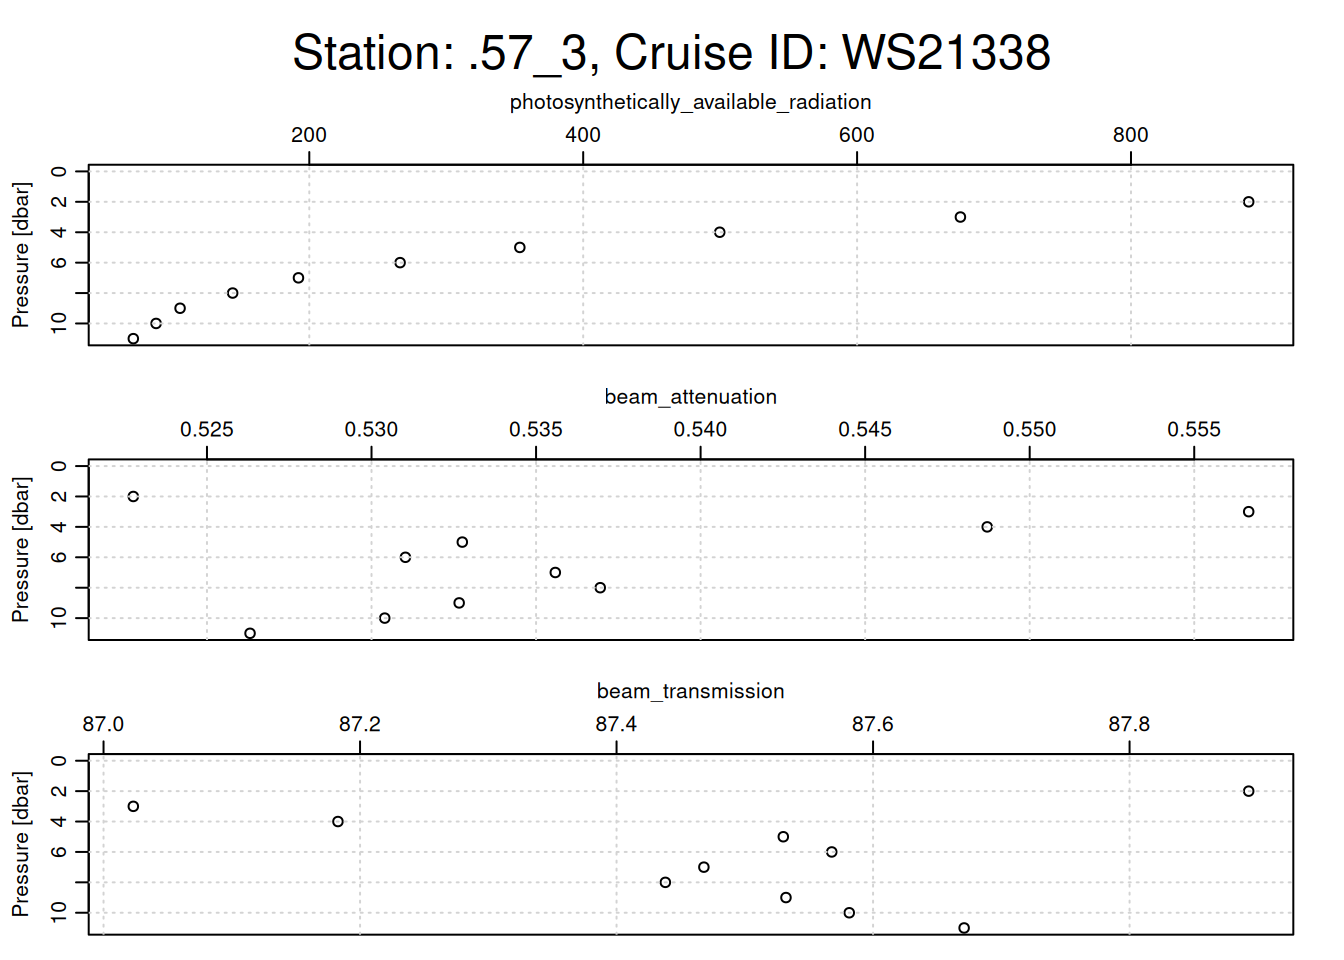 Station: .57_3, Cruise ID: WS21338
photosynthetically_available_radiation
200 400 600 800
Pressure [dbar]
0
2
4
6
10
beam_attenuation
0.525 0.530 0.535 0.540 0.545 0.550 0.555
Pressure [dbar]
0
2
4
6
10
beam_transmission
87.0 87.2 87.4 87.6 87.8
Pressure [dbar]
0
2
4
6
10